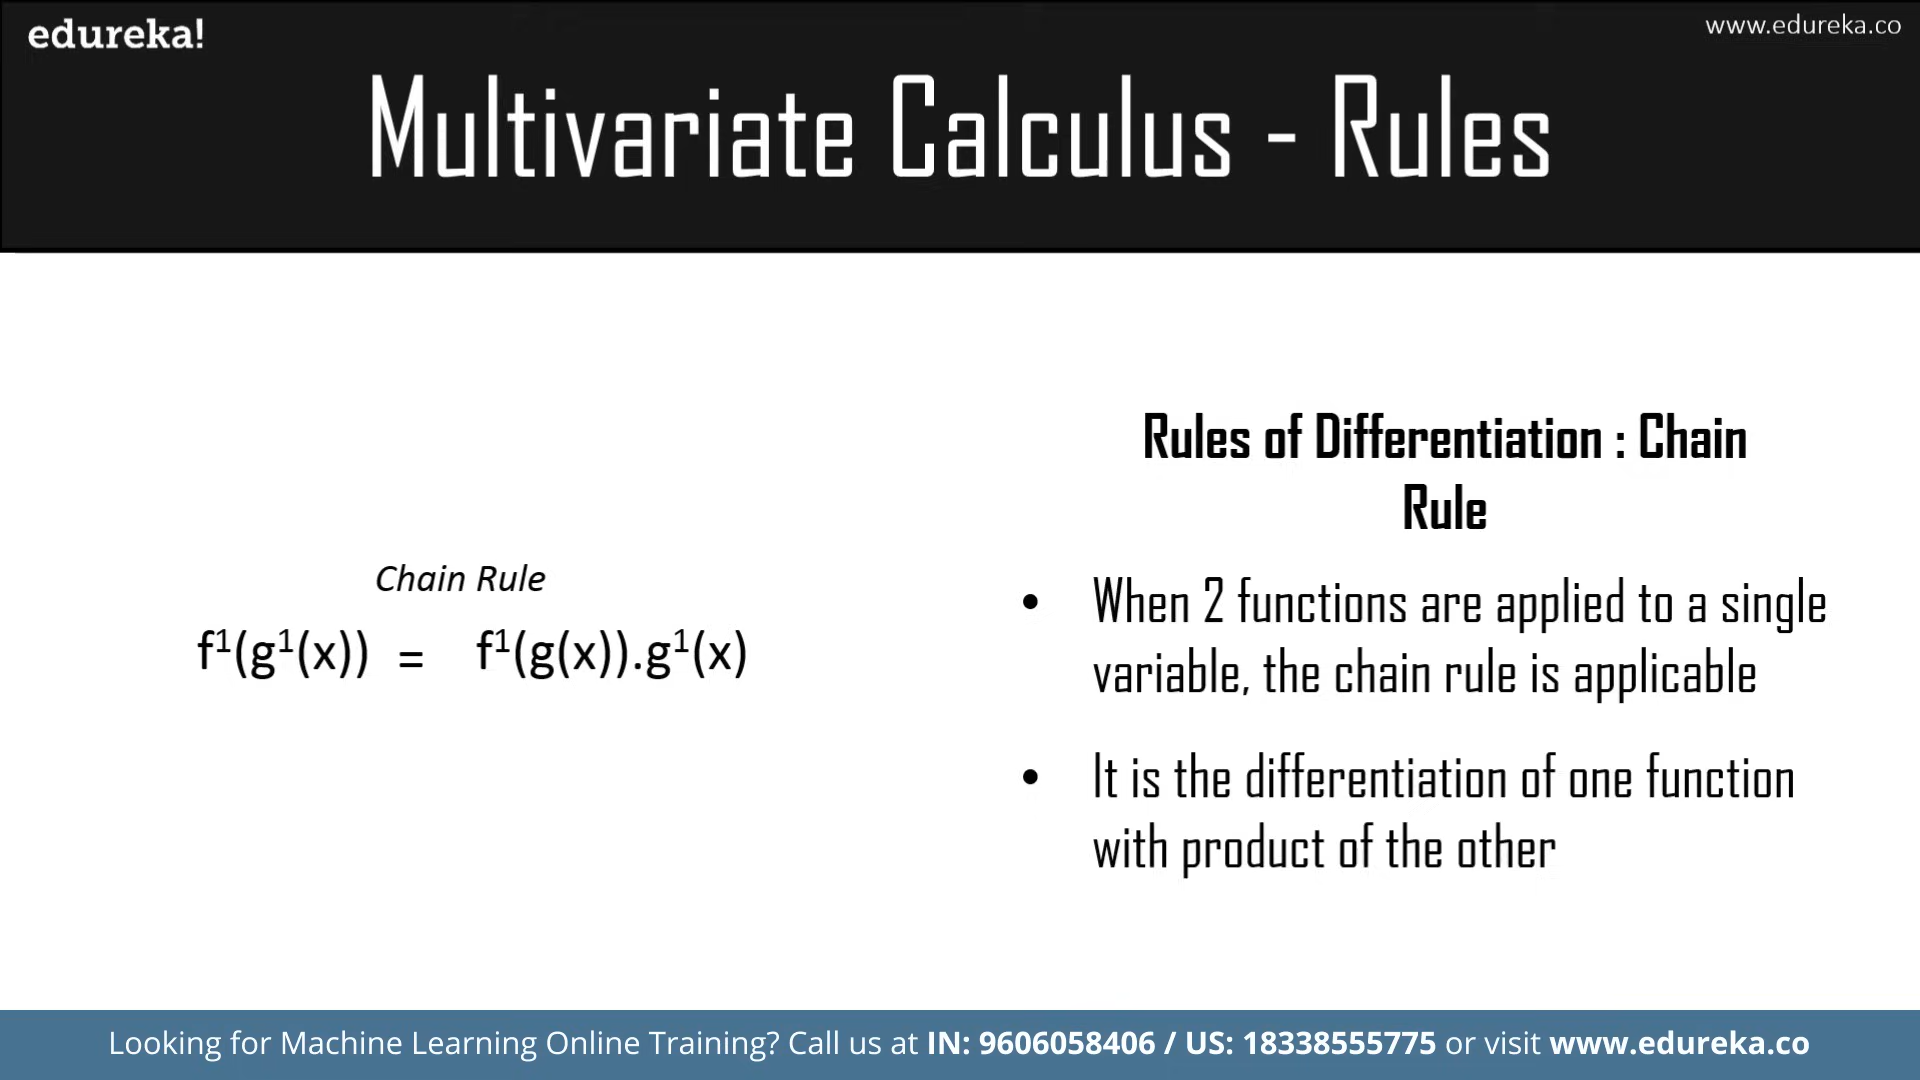 edureka!
www.edureka.co
Multivariate Calculus - Rules
Chain Rule
f¹(g¹(x)) = f¹(g(x)).g¹(x)
Rules of Differentiation : Chain
Rule
• When 2 functions are applied to a single
variable, the chain rule is applicable
• It is the differentiation of one function
with product of the other
Looking for Machine Learning Online Training? Call us at IN: 9606058406 / US: 18338555775 or visit www.edureka.co